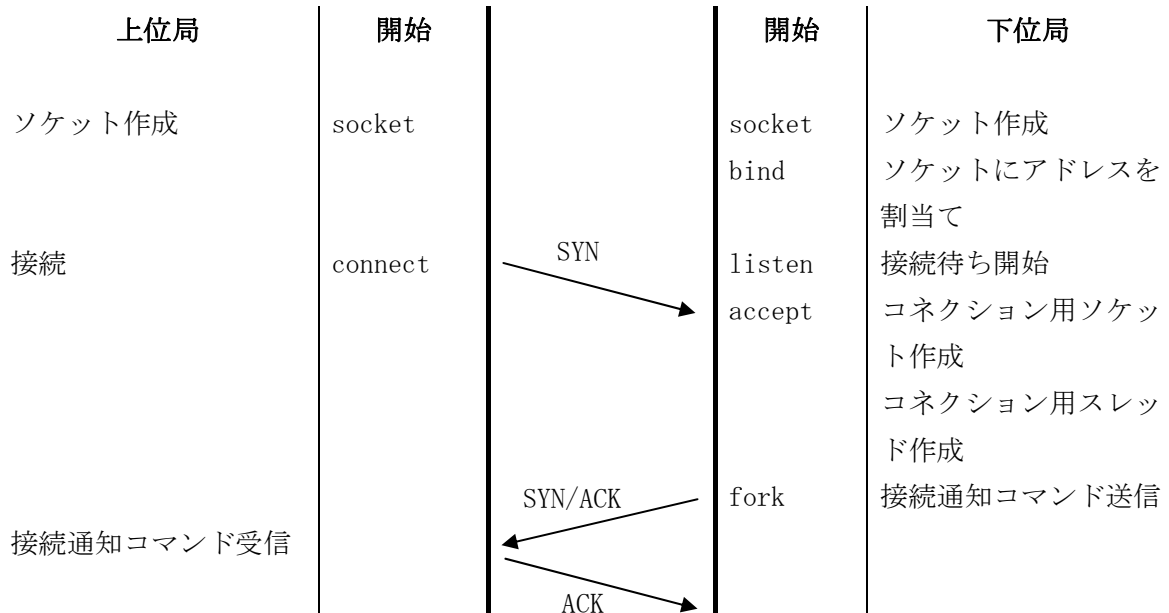 上位局 開始 開始 下位局
ソケット作成 socket socket ソケット作成
bind ソケットにアドレスを
割当て
接続 connect SYN listen 接続待ち開始
accept コネクション用ソケッ
ト作成
コネクション用スレッ
ド作成
SYN/ACK fork 接続通知コマンド送信
接続通知コマンド受信
ACK